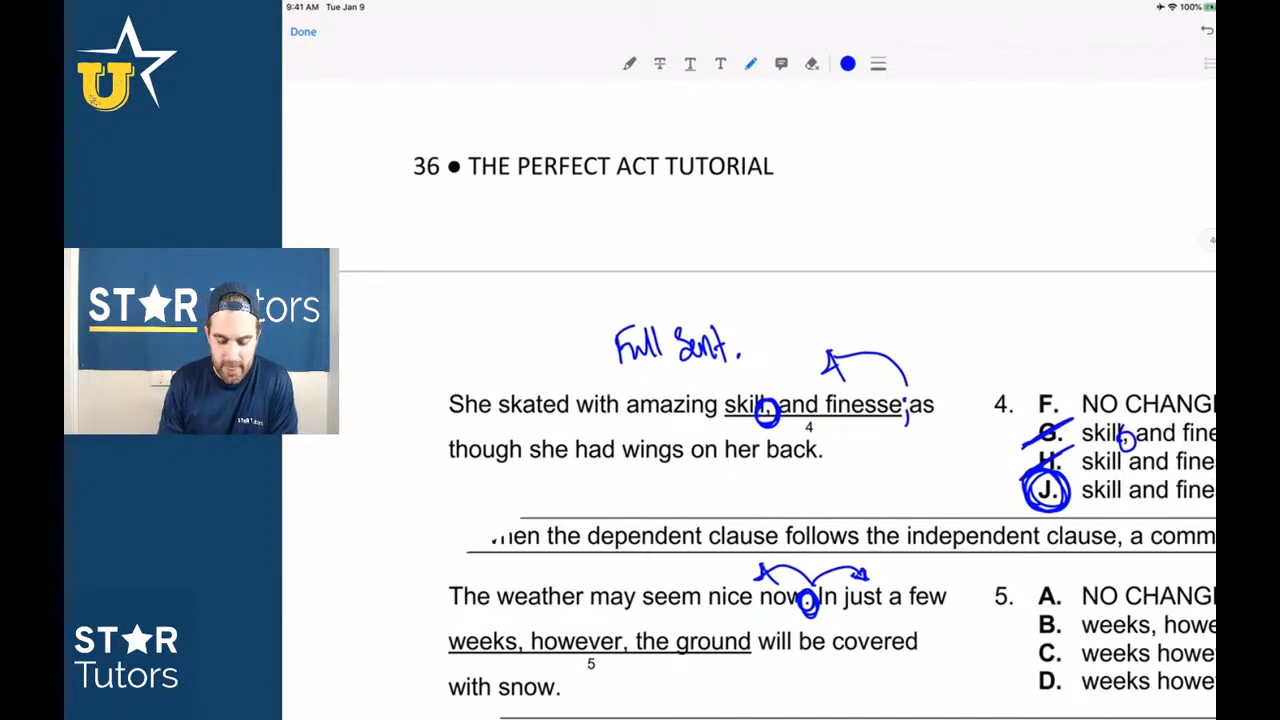 9:41 AM Tue Jan 9
100%
Done
U
36 ● THE PERFECT ACT TUTORIAL
STAR Tutors
Full Sent.
She skated with amazing skill, and finesse; as
4
though she had wings on her back.
4. F. NO CHANG
G. skill, and fine
H. skill and fine
J. skill and fine
hen the dependent clause follows the independent clause, a comm
The weather may seem nice now. In just a few
weeks, however, the ground will be covered
5
with snow.
5. A. NO CHANG
B. weeks, howe
C. weeks howe
D. weeks howe
STAR
Tutors